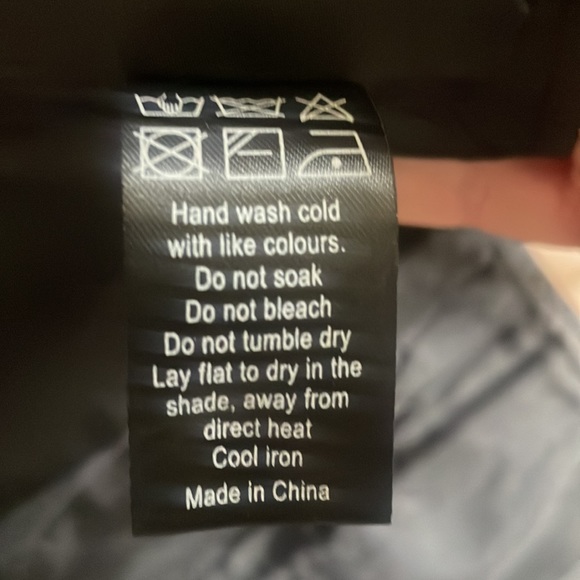 Hand wash cold
with like colours.
Do not soak
Do not bleach
Do not tumble dry
Lay flat to dry in the
shade, away from
direct heat
Cool iron
Made in China